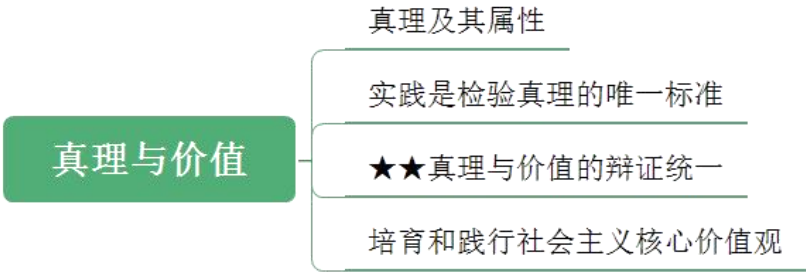 真理及其属性
实践是检验真理的唯一标准
真理与价值
★★真理与价值的辩证统一
培育和践行社会主义核心价值观